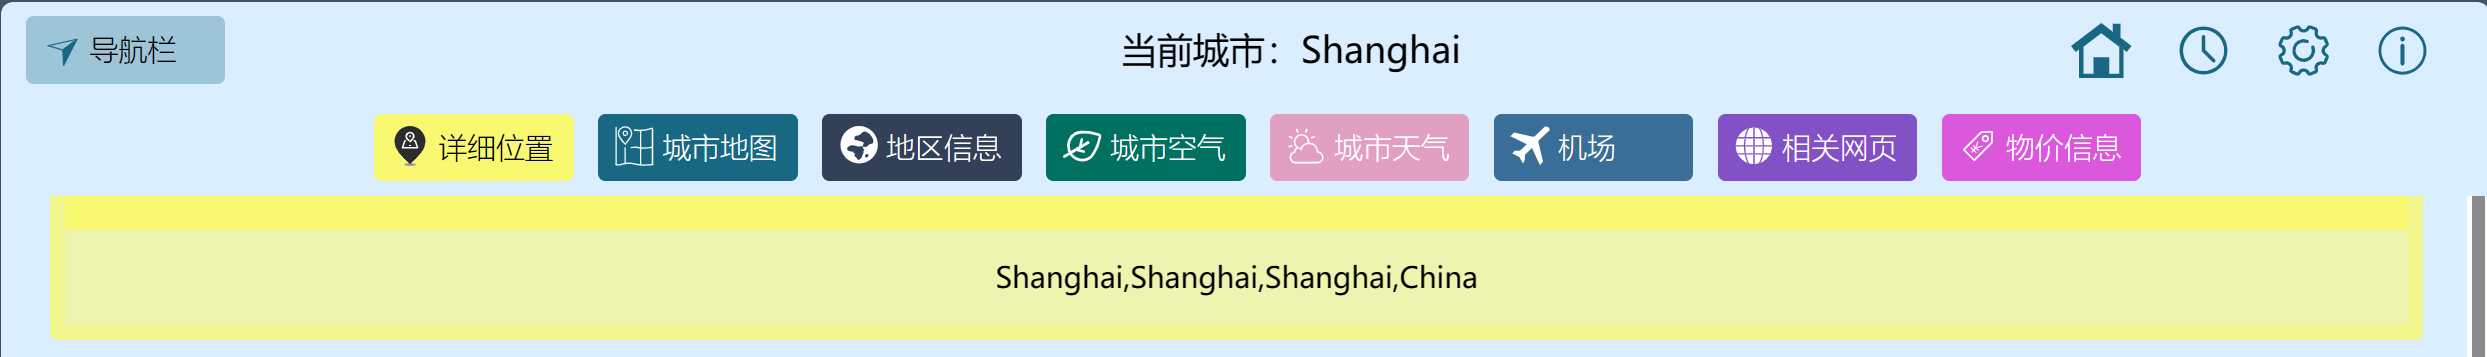 导航栏
当前城市：Shanghai
详细位置
城市地图
地区信息
城市空气
城市天气
机场
相关网页
物价信息
Shanghai,Shanghai,Shanghai,China